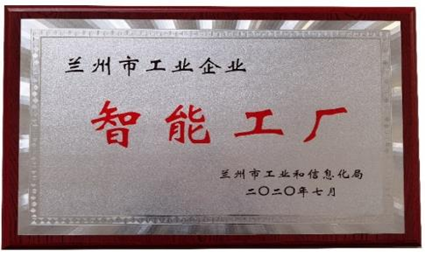 兰州市工业企业
智能工厂
兰州市工业和信息化局
二〇二〇年七月